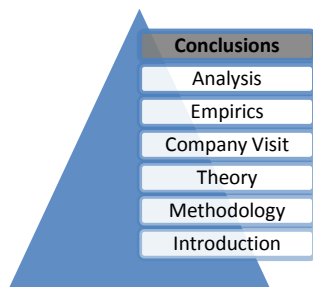 Conclusions
Analysis
Empirics
Company Visit
Theory
Methodology
Introduction